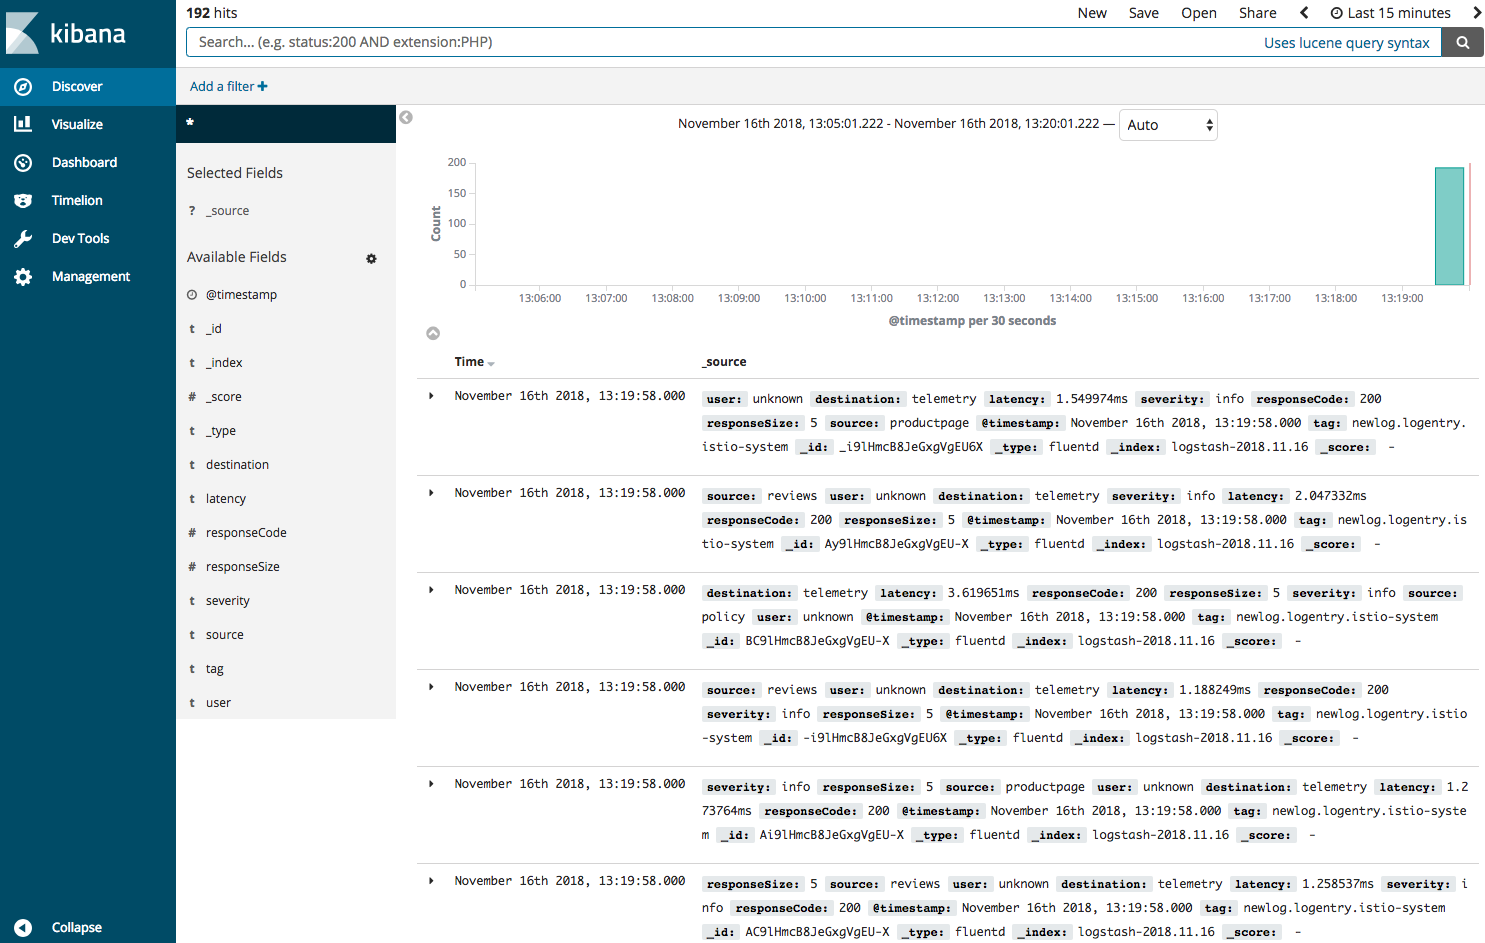 kibana
Discover
Visualize
Dashboard
Timelion
Dev Tools
Management
Collapse
192 hits
New Save Open Share Last 15 minutes
Search... (e.g. status:200 AND extension:PHP) Uses lucene query syntax
Add a filter +
*
Selected Fields
? _source
Available Fields
@timestamp
t _id
t _index
# _score
t _type
t destination
t latency
# responseCode
# responseSize
t severity
t source
t tag
t user
November 16th 2018, 13:05:01.222 - November 16th 2018, 13:20:01.222 — Auto
Count
200
150
100
50
0
13:06:00 13:07:00 13:08:00 13:09:00 13:10:00 13:11:00 13:12:00 13:13:00 13:14:00 13:15:00 13:16:00 13:17:00 13:18:00 13:19:00
@timestamp per 30 seconds
Time _source
November 16th 2018, 13:19:58.000 user: unknown destination: telemetry latency: 1.549974ms severity: info responseCode: 200
responseSize: 5 source: productpage @timestamp: November 16th 2018, 13:19:58.000 tag: newlog.logentry.
istio-system _id: _i9lHmcB8JeGxgVgEU6X _type: fluentd _index: logstash-2018.11.16 _score: -
November 16th 2018, 13:19:58.000 source: reviews user: unknown destination: telemetry severity: info latency: 2.047332ms
responseCode: 200 responseSize: 5 @timestamp: November 16th 2018, 13:19:58.000 tag: newlog.logentry.is
tio-system _id: Ay9lHmcB8JeGxgVgEU-X _type: fluentd _index: logstash-2018.11.16 _score: -
November 16th 2018, 13:19:58.000 destination: telemetry latency: 3.619651ms responseCode: 200 responseSize: 5 severity: info source:
policy user: unknown @timestamp: November 16th 2018, 13:19:58.000 tag: newlog.logentry.istio-system
_id: BC9lHmcB8JeGxgVgEU-X _type: fluentd _index: logstash-2018.11.16 _score: -
November 16th 2018, 13:19:58.000 source: reviews user: unknown destination: telemetry latency: 1.188249ms responseCode: 200
severity: info responseSize: 5 @timestamp: November 16th 2018, 13:19:58.000 tag: newlog.logentry.istio
-system _id: -i9lHmcB8JeGxgVgEU6X _type: fluentd _index: logstash-2018.11.16 _score: -
November 16th 2018, 13:19:58.000 severity: info responseSize: 5 source: productpage user: unknown destination: telemetry latency: 1.2
73764ms responseCode: 200 @timestamp: November 16th 2018, 13:19:58.000 tag: newlog.logentry.istio-syste
m _id: Ai9lHmcB8JeGxgVgEU-X _type: fluentd _index: logstash-2018.11.16 _score: -
November 16th 2018, 13:19:58.000 responseSize: 5 source: reviews user: unknown destination: telemetry latency: 1.258537ms severity: i
nfo responseCode: 200 @timestamp: November 16th 2018, 13:19:58.000 tag: newlog.logentry.istio-system
_id: AC9lHmcB8JeGxgVgEU-X _type: fluentd _index: logstash-2018.11.16 _score: -